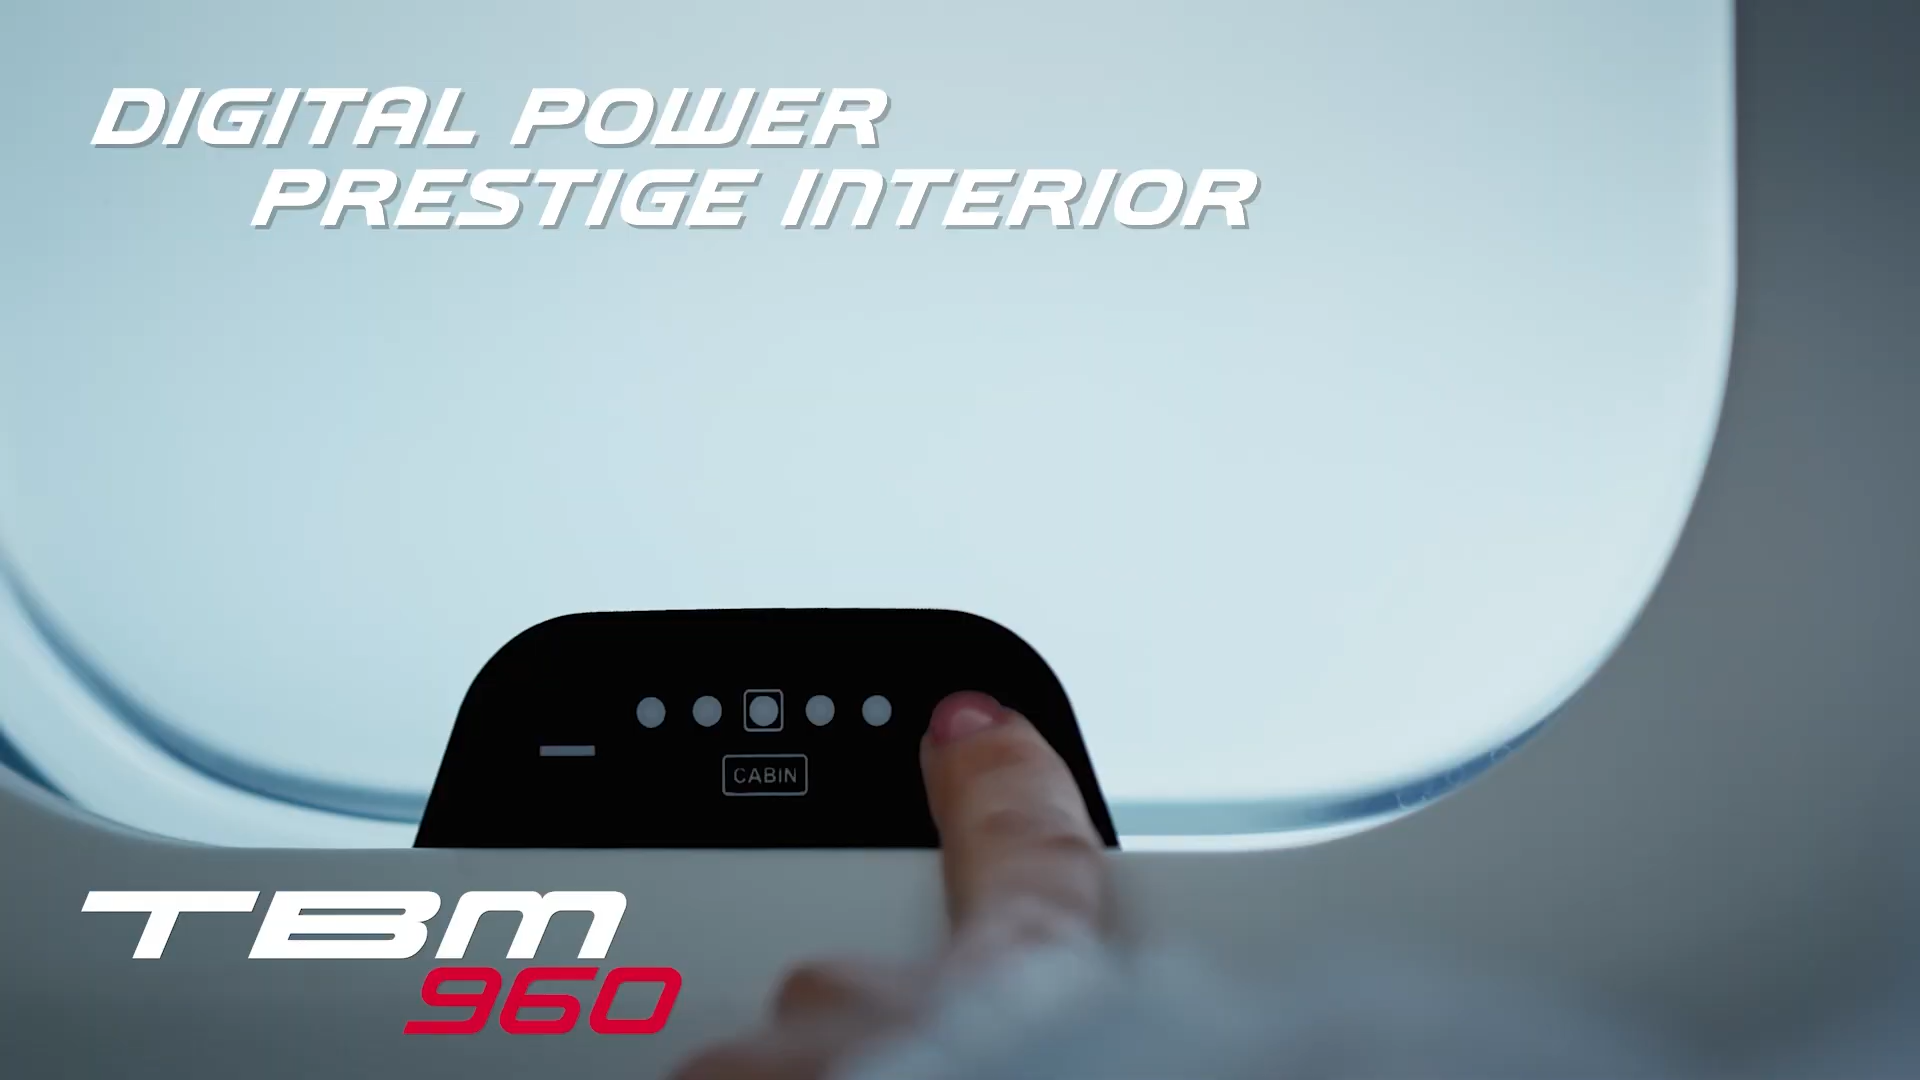 DIGITAL POWER
PRESTIGE INTERIOR
CABIN
TBM
960